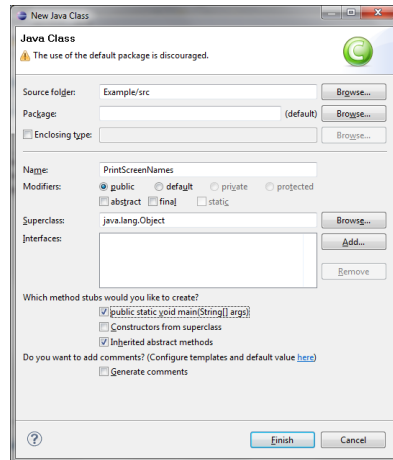 New Java Class
Java Class
The use of the default package is discouraged.
C
Source folder: Example/src Browse...
Package: (default) Browse...
Enclosing type: Browse...
Name: PrintScreenNames
Modifiers: public default private protected
abstract final static
Superclass: java.lang.Object Browse...
Interfaces: Add...
Remove
Which method stubs would you like to create?
public static void main(String[] args)
Constructors from superclass
Inherited abstract methods
Do you want to add comments? (Configure templates and default value here)
Generate comments
? Finish Cancel